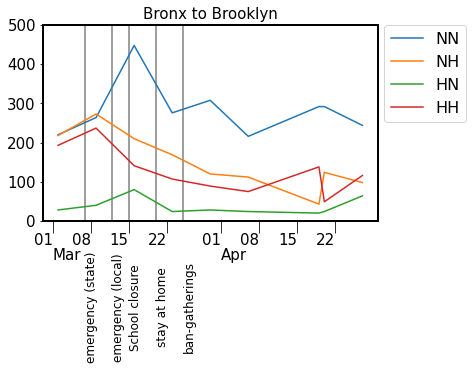 Bronx to Brooklyn
500
400
300
200
100
0
NN
NH
HN
HH
01 08 15 22 01 08 15 22
Mar Apr
emergency (state)
emergency (local)
School closure
stay at home
ban-gatherings